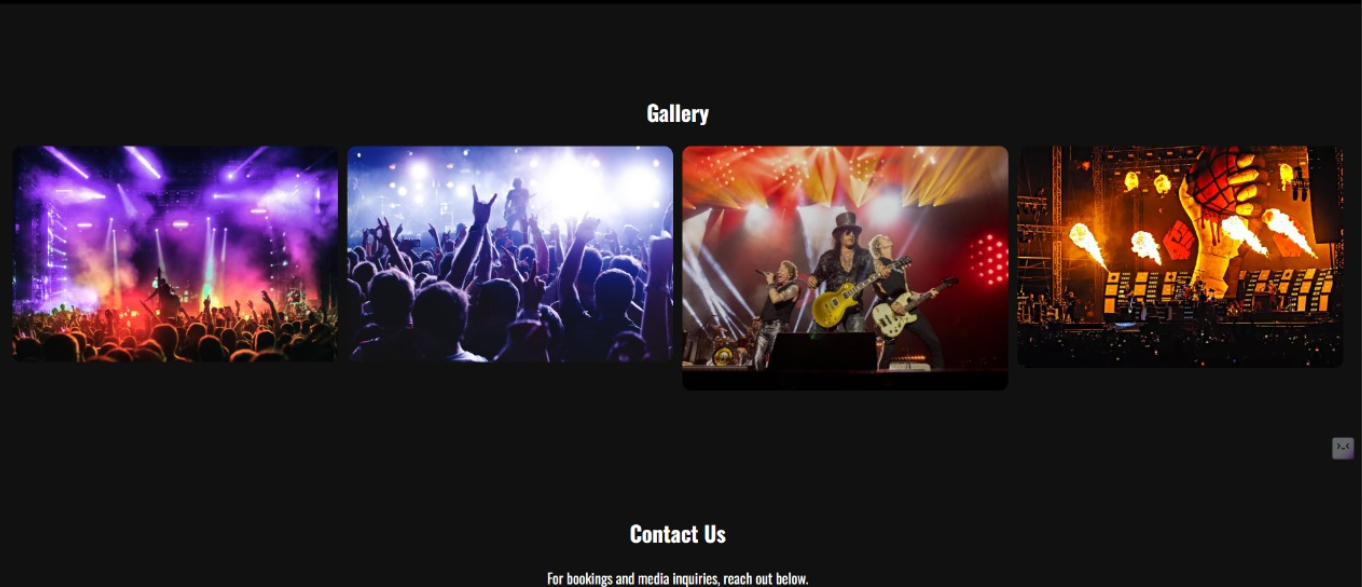 Gallery
Contact Us
For bookings and media inquiries, reach out below.